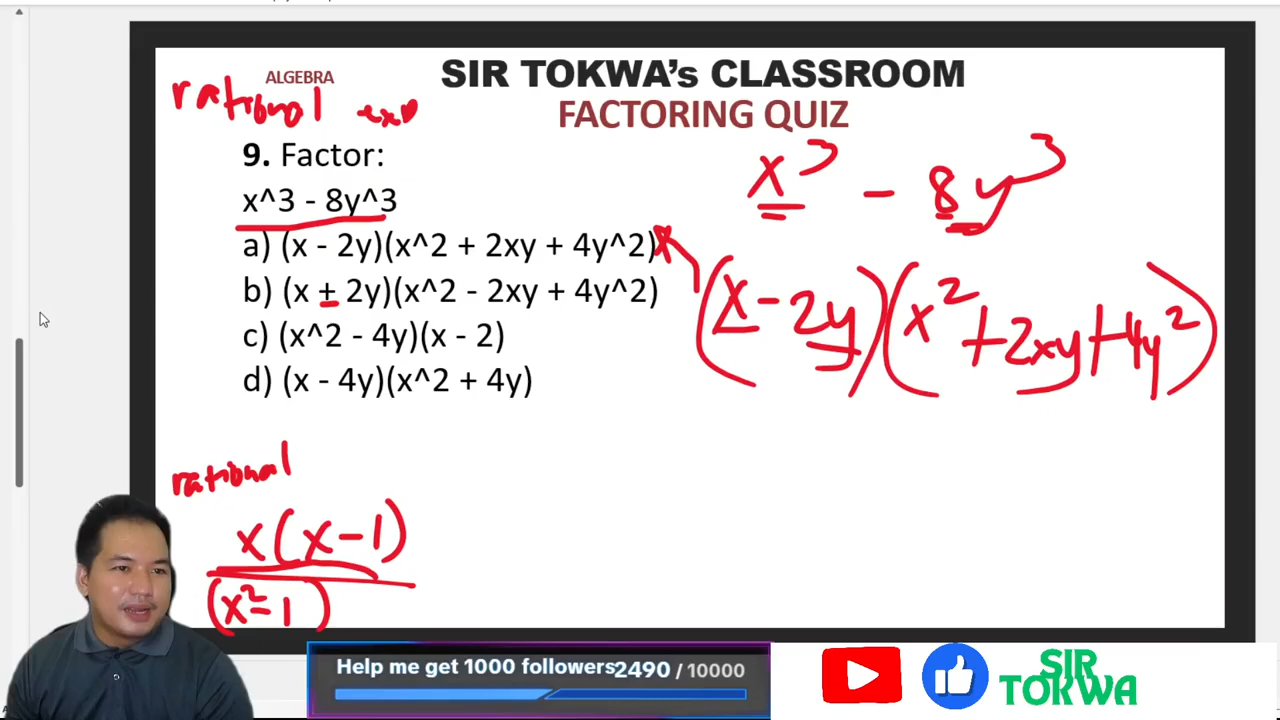 ALGEBRA
SIR TOKWA's CLASSROOM
FACTORING QUIZ
rational exp
9. Factor:
x^3 - 8y^3
a) (x - 2y)(x^2 + 2xy + 4y^2)
b) (x + 2y)(x^2 - 2xy + 4y^2)
c) (x^2 - 4y)(x - 2)
d) (x - 4y)(x^2 + 4y)
x³ - 8y³
(x - 2y)(x² + 2xy + 4y²)
rational
x(x-1)
(x²-1)
Help me get 1000 followers 2490 / 10000
SIR
TOKWA